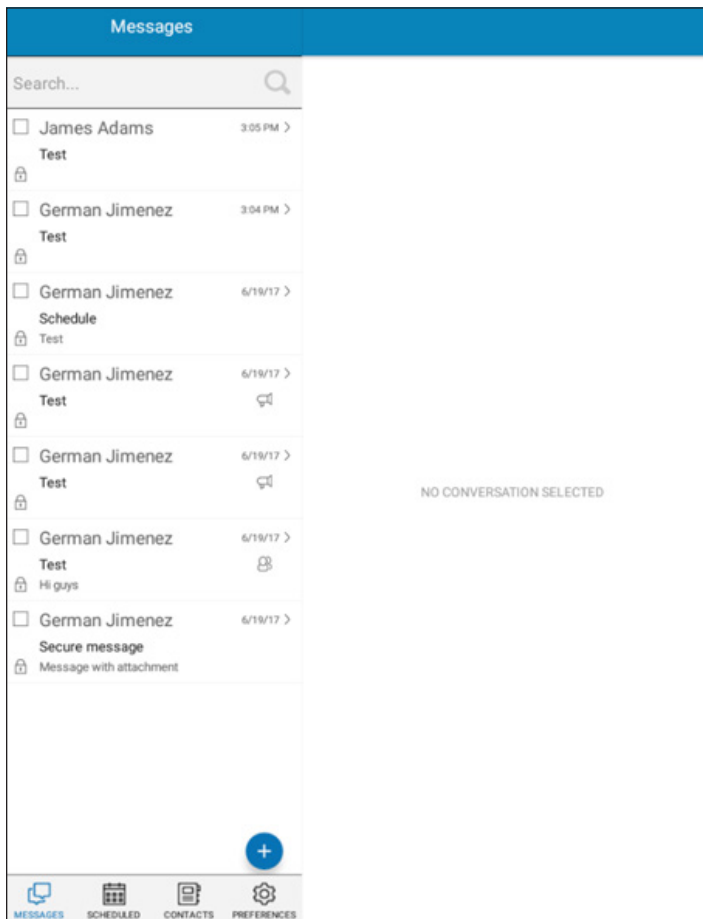 Messages
Search...
James Adams 3:05 PM
Test
German Jimenez 3:04 PM
Test
German Jimenez 6/19/17
Schedule
Test
German Jimenez 6/19/17
Test
German Jimenez 6/19/17
Test
German Jimenez 6/19/17
Test
Hi guys
German Jimenez 6/19/17
Secure message
Message with attachment
NO CONVERSATION SELECTED
MESSAGES SCHEDULED CONTACTS PREFERENCES